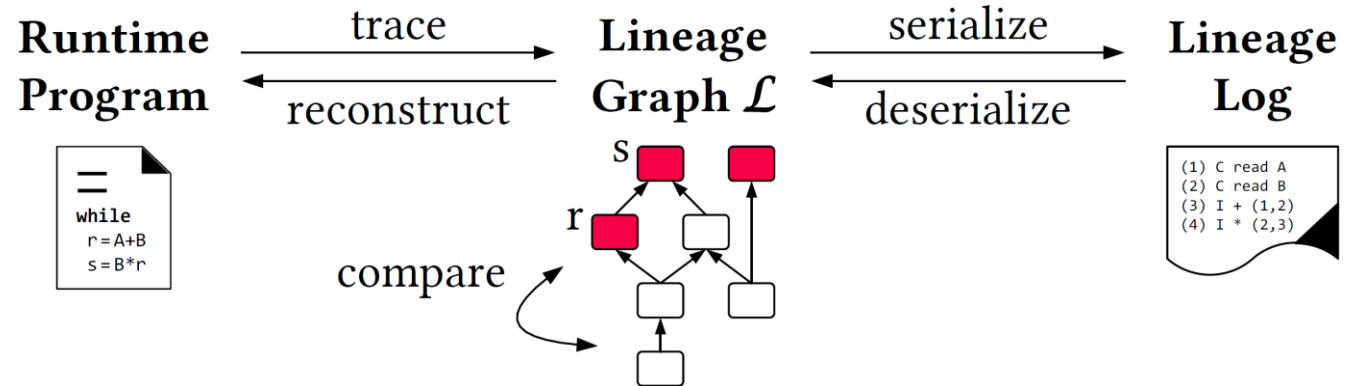 Runtime
Program
trace
reconstruct
Lineage
Graph ℒ
serialize
deserialize
Lineage
Log
while
r=A+B
s=B*r
s
r
compare
(1) C read A
(2) C read B
(3) I + (1,2)
(4) I * (2,3)